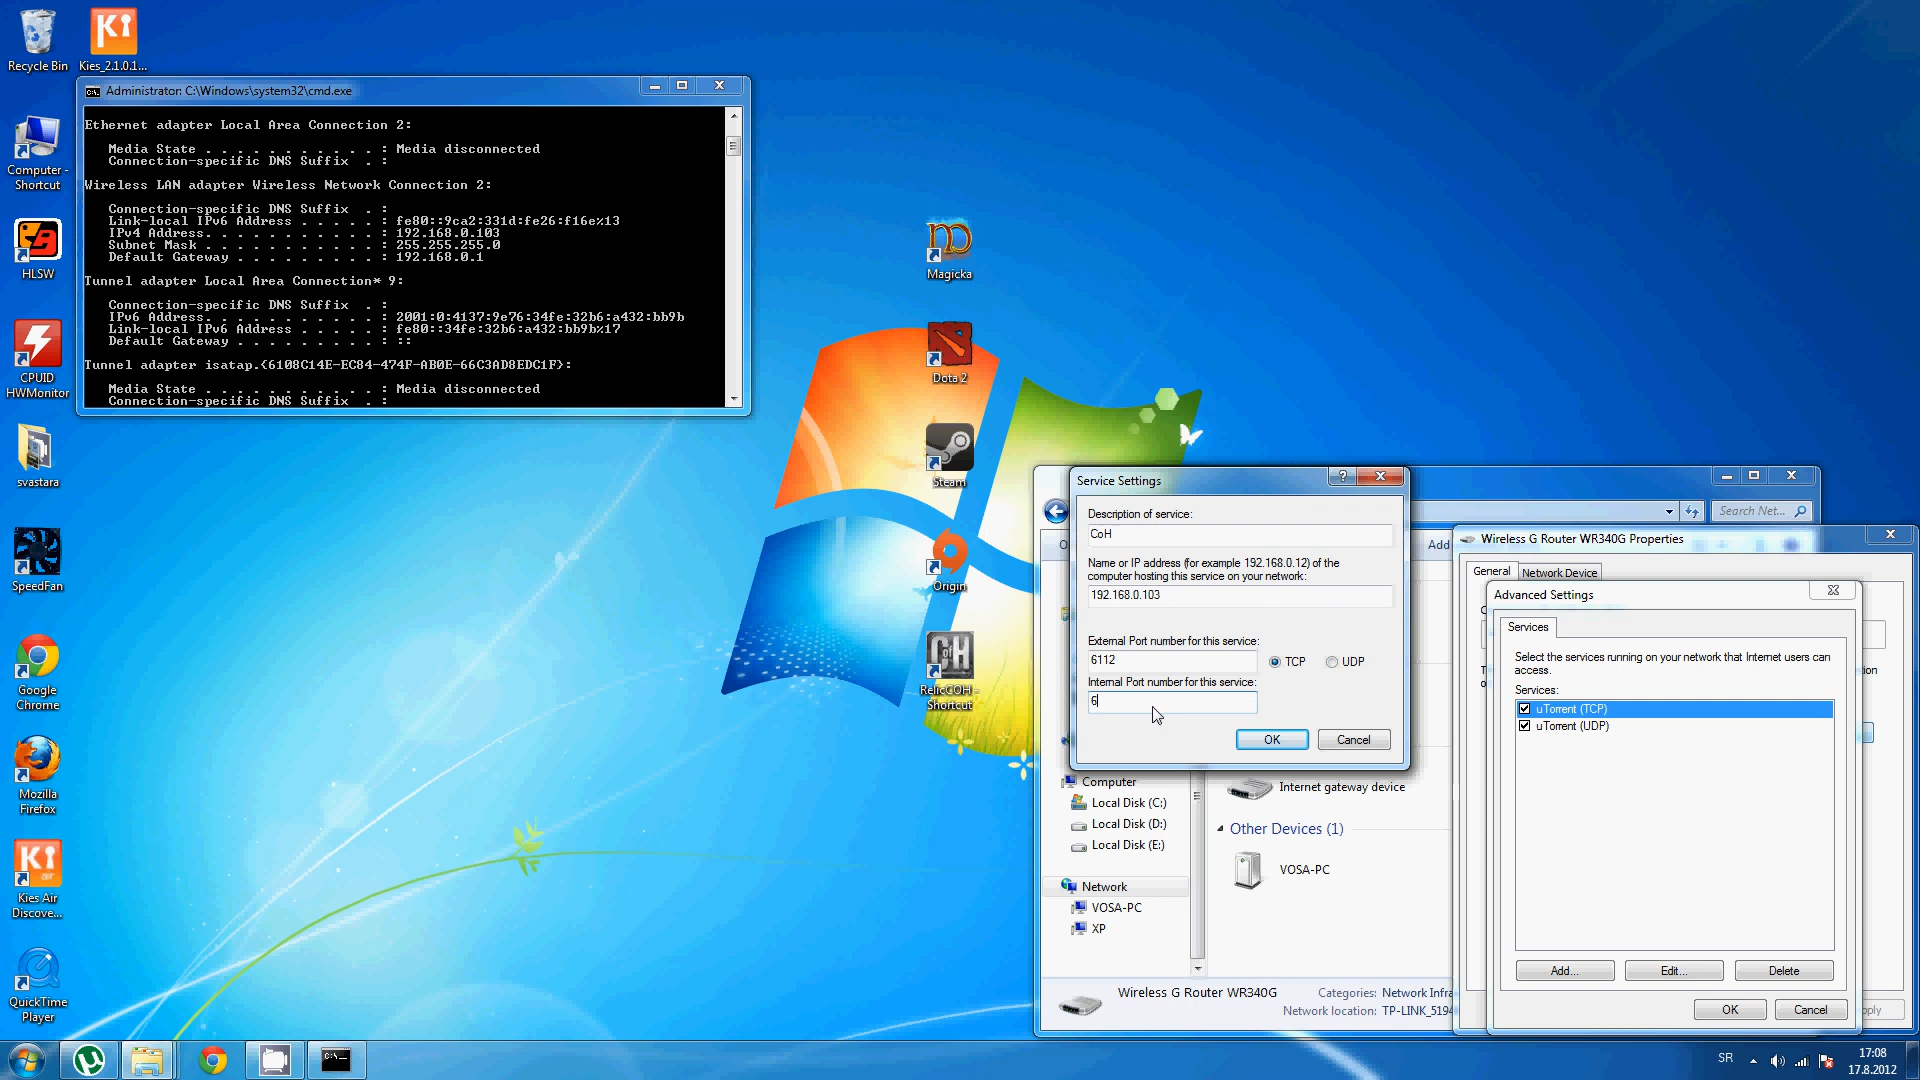 Recycle Bin
Kies_2.1.0.1...
Computer - Shortcut
HLSW
CPUID HWMonitor
svastara
SpeedFan
Google Chrome
Mozilla Firefox
Kies Air Discove...
QuickTime Player
Administrator: C:\Windows\system32\cmd.exe
Ethernet adapter Local Area Connection 2:
Media State . . . . . . . . . . . : Media disconnected
Connection-specific DNS Suffix  . :
Wireless LAN adapter Wireless Network Connection 2:
Connection-specific DNS Suffix  . :
Link-local IPv6 Address . . . . . : fe80::9ca2:331d:fe26:f16e%13
IPv4 Address. . . . . . . . . . . : 192.168.0.103
Subnet Mask . . . . . . . . . . . : 255.255.255.0
Default Gateway . . . . . . . . . : 192.168.0.1
Tunnel adapter Local Area Connection* 9:
Connection-specific DNS Suffix  . :
IPv6 Address. . . . . . . . . . . : 2001:0:4137:9e76:34fe:32b6:a432:bb9b
Link-local IPv6 Address . . . . . : fe80::34fe:32b6:a432:bb9b%17
Default Gateway . . . . . . . . . : ::
Tunnel adapter isatap.{6108C14E-EC84-474F-AB0E-66C3AD8EDC1F}:
Media State . . . . . . . . . . . : Media disconnected
Connection-specific DNS Suffix  . :
Magicka
Dota 2
Steam
Origin
RelicCOH - Shortcut
Service Settings
Description of service:
CoH
Name or IP address (for example 192.168.0.12) of the
computer hosting this service on your network:
192.168.0.103
External Port number for this service:
6112
TCP
UDP
Internal Port number for this service:
6
OK
Cancel
Search Net...
Add
Computer
Local Disk (C:)
Local Disk (D:)
Local Disk (E:)
Network
VOSA-PC
XP
Internet gateway device
Other Devices (1)
VOSA-PC
Wireless G Router WR340G
Categories: Network Infra
Network location: TP-LINK_5194
Wireless G Router WR340G Properties
General
Network Device
Advanced Settings
Services
Select the services running on your network that Internet users can
access.
Services:
uTorrent (TCP)
uTorrent (UDP)
Add...
Edit...
Delete
OK
Cancel
SR
17:08
17.8.2012